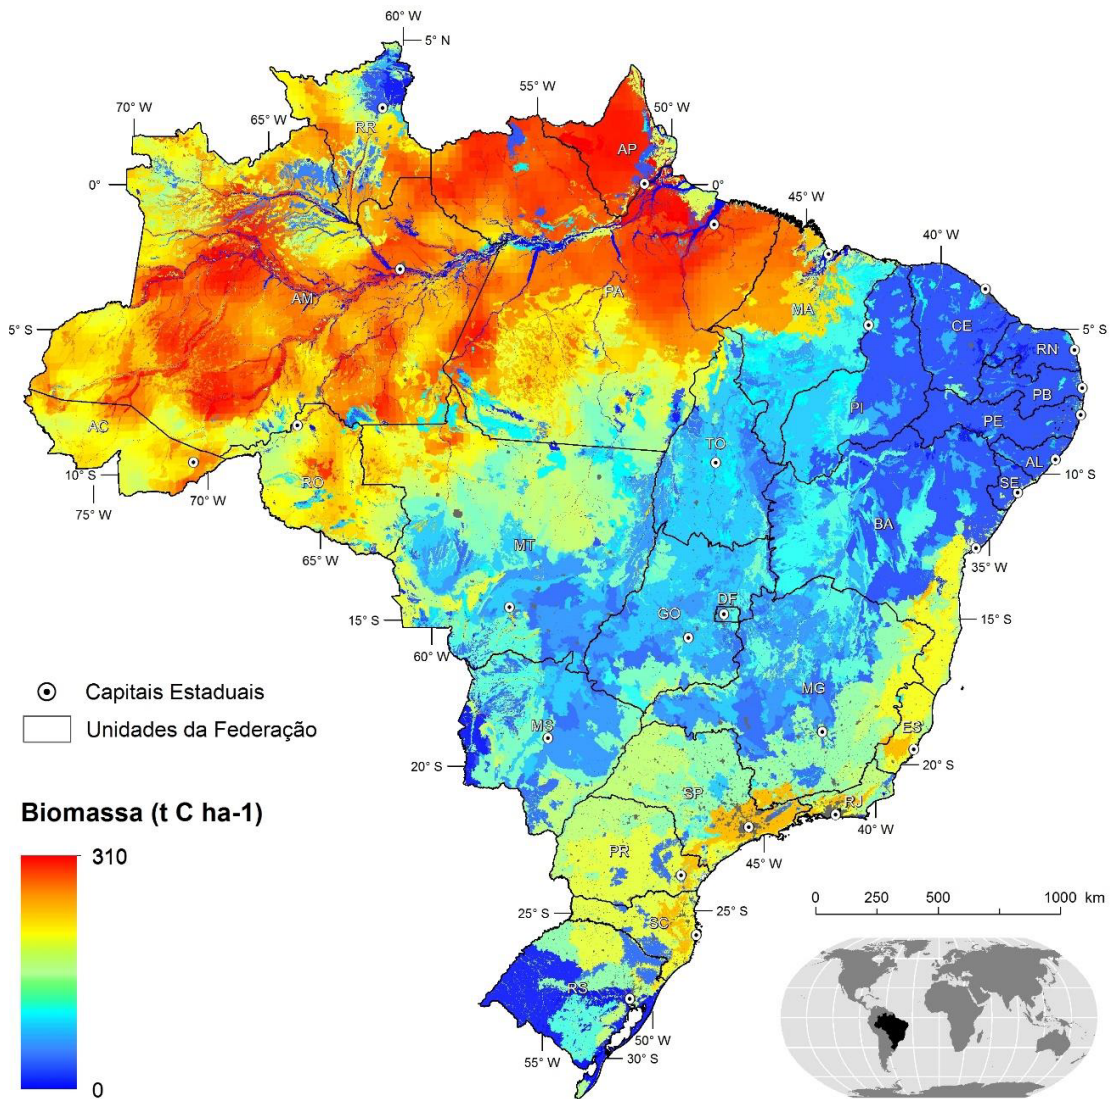 60° W
5° N
70° W
55° W
65° W
50° W
RR
AP
0°
0°
45° W
40° W
AM
PA
MA
CE
5° S
5° S
RN
PB
PI
PE
AC
TO
AL
10° S
10° S
RO
SE
75° W
70° W
BA
MT
35° W
65° W
DF
GO
15° S
15° S
60° W
Capitais Estaduais
MG
Unidades da Federação
MS
ES
20° S
20° S
SP
RJ
Biomassa (t C ha-1)
40° W
310
PR
45° W
0 250 500 1000 km
25° S
25° S
SC
RS
50° W
55° W
30° S
0